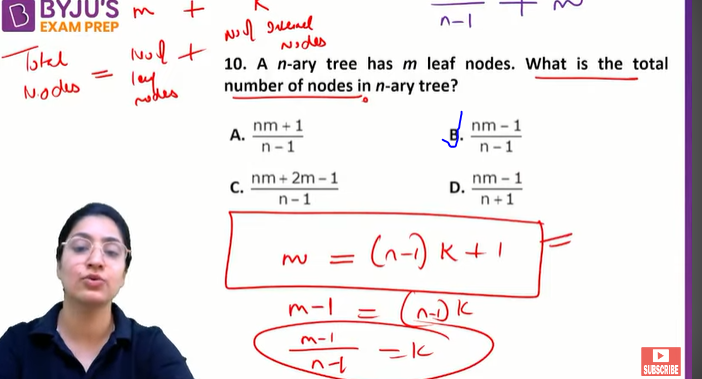 BYJU'S
EXAM PREP
m + K
n-1 + m
Total Nodes = No of leaf nodes + No of Internal Nodes
10. A n-ary tree has m leaf nodes. What is the total
number of nodes in n-ary tree?
A. nm + 1 / n - 1
B. nm - 1 / n - 1
C. nm + 2m - 1 / n - 1
D. nm - 1 / n + 1
m = (n-1) K + 1 =
m-1 = (n-1) K
m-1 / n-1 = K
SUBSCRIBE